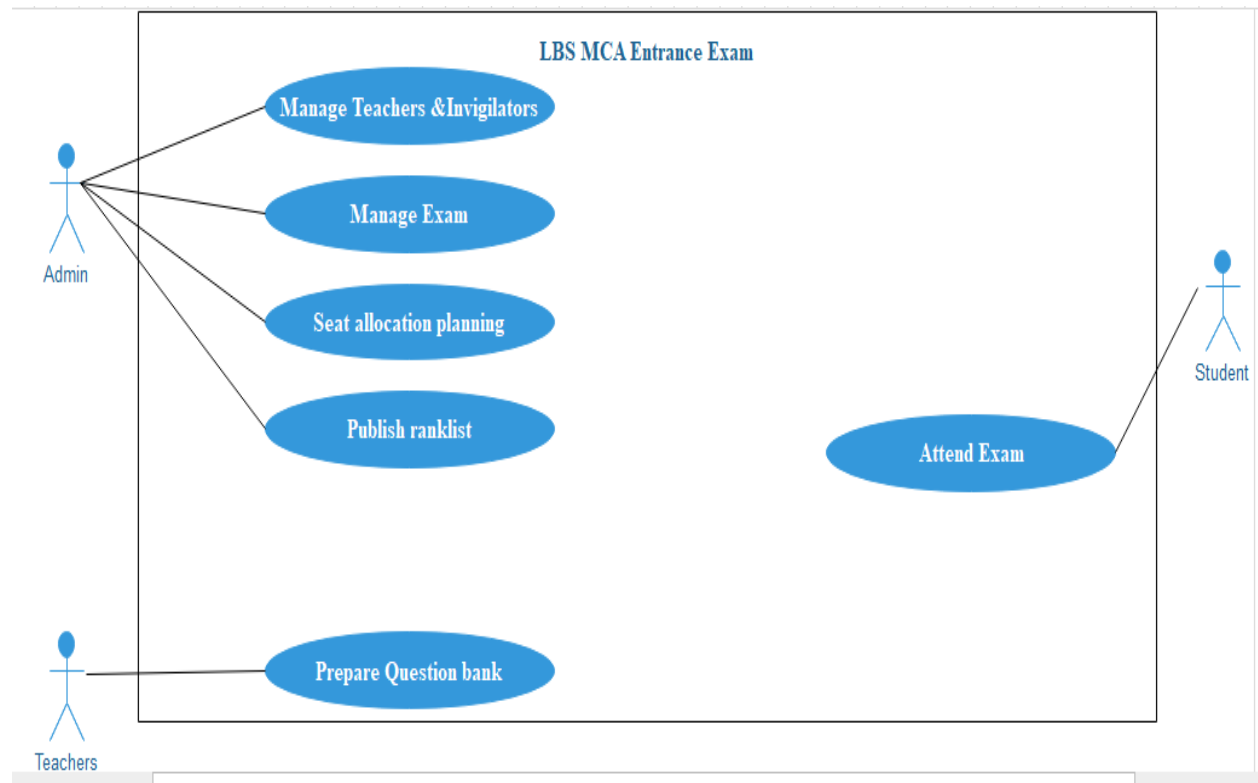 LBS MCA Entrance Exam
Manage Teachers &Invigilators
Manage Exam
Admin
Seat allocation planning
Student
Publish ranklist
Attend Exam
Prepare Question bank
Teachers